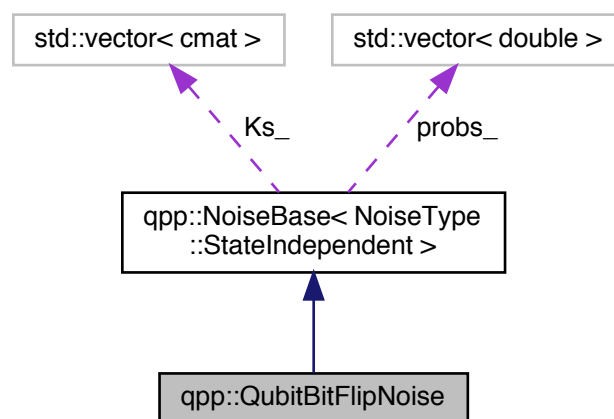 std::vector< cmat >
std::vector< double >
Ks_
probs_
qpp::NoiseBase< NoiseType
::StateIndependent >
qpp::QubitBitFlipNoise